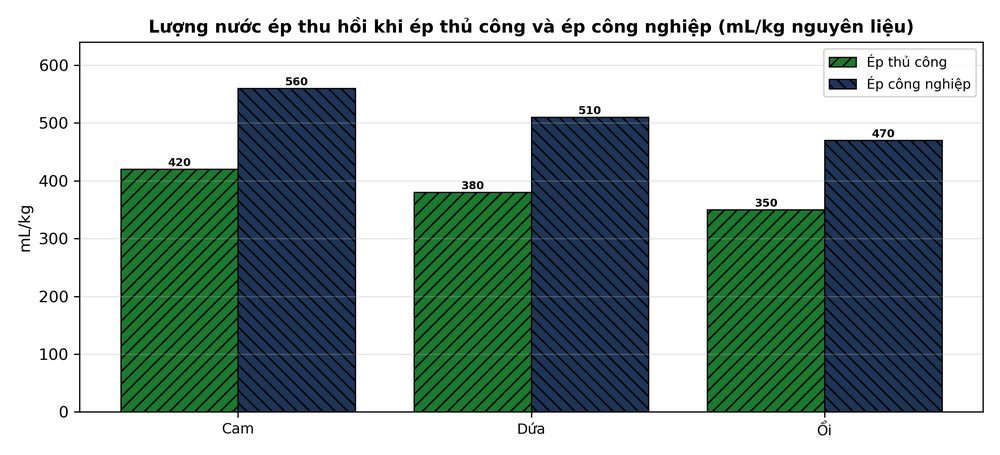 Lượng nước ép thu hồi khi ép thủ công và ép công nghiệp (mL/kg nguyên liệu)
Ép thủ công
Ép công nghiệp
mL/kg
600
500
400
300
200
100
0
420
560
380
510
350
470
Cam
Dứa
Ổi